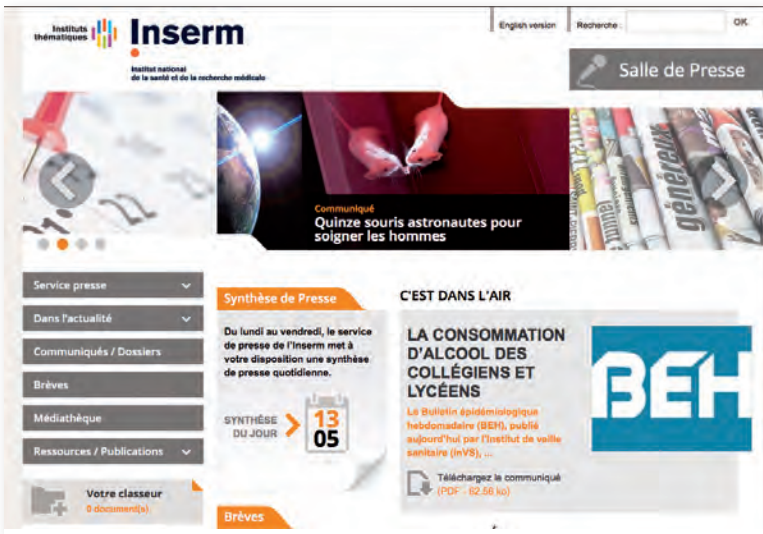 Instituts
thématiques
Inserm
Institut national
de la santé et de la recherche médicale
English version
Recherche :
OK
Salle de Presse
Communiqué
Quinze souris astronautes pour
soigner les hommes
généreux
tunnel
Service presse
Dans l'actualité
Communiqués / Dossiers
Brèves
Médiathèque
Ressources / Publications
Votre classeur
0 document(s)
Synthèse de Presse
Du lundi au vendredi, le service
de presse de l'Inserm met à
votre disposition une synthèse
de presse quotidienne.
SYNTHÈSE
DU JOUR
13
05
Brèves
C'EST DANS L'AIR
LA CONSOMMATION
D'ALCOOL DES
COLLÉGIENS ET
LYCÉENS
Le Bulletin épidémiologique
hebdomadaire (BEH), publié
aujourd'hui par l'Institut de veille
sanitaire (InVS), ...
Téléchargez le communiqué
(PDF - 62.56 ko)
BEH